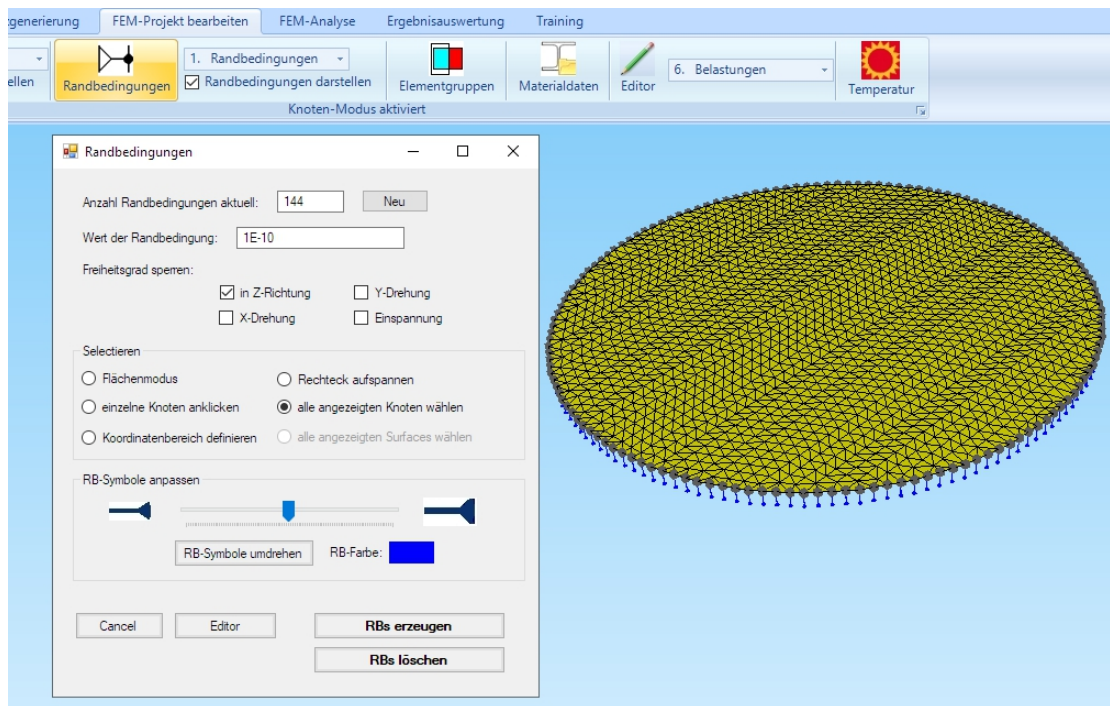 zgenerierung FEM-Projekt bearbeiten FEM-Analyse Ergebnisauswertung Training
1. Randbedingungen
ellen Randbedingungen Randbedingungen darstellen Elementgruppen Materialdaten Editor 6. Belastungen Temperatur
Knoten-Modus aktiviert
Randbedingungen
Anzahl Randbedingungen aktuell: 144 Neu
Wert der Randbedingung: 1E-10
Freiheitsgrad sperren:
in Z-Richtung Y-Drehung
X-Drehung Einspannung
Selectieren
Flächenmodus Rechteck aufspannen
einzelne Knoten anklicken alle angezeigten Knoten wählen
Koordinatenbereich definieren alle angezeigten Surfaces wählen
RB-Symbole anpassen
RB-Symbole umdrehen RB-Farbe:
Cancel Editor RBs erzeugen
RBs löschen